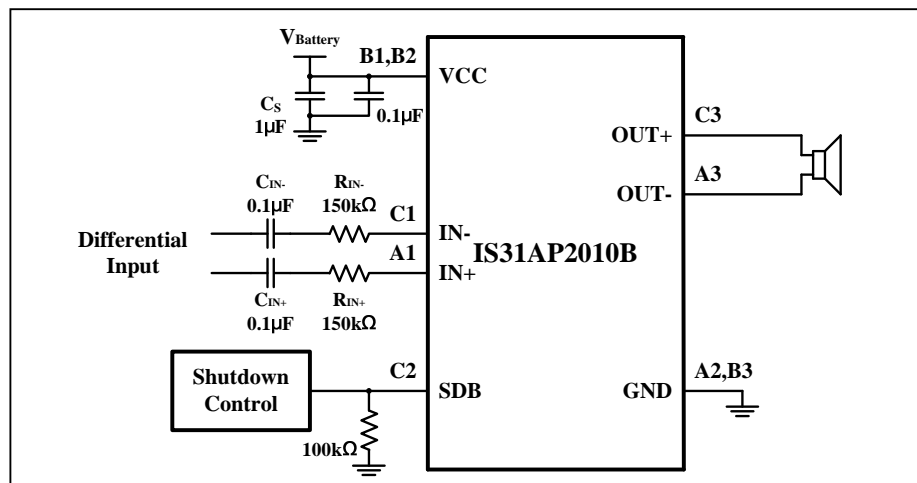 VBattery
B1,B2
VCC
CS
1μF
0.1μF
C3
OUT+
A3
OUT-
CIN-
0.1μF
RIN-
150kΩ
C1
IN-
Differential
Input
IS31AP2010B
A1
IN+
CIN+
0.1μF
RIN+
150kΩ
Shutdown
Control
C2
SDB
100kΩ
A2,B3
GND